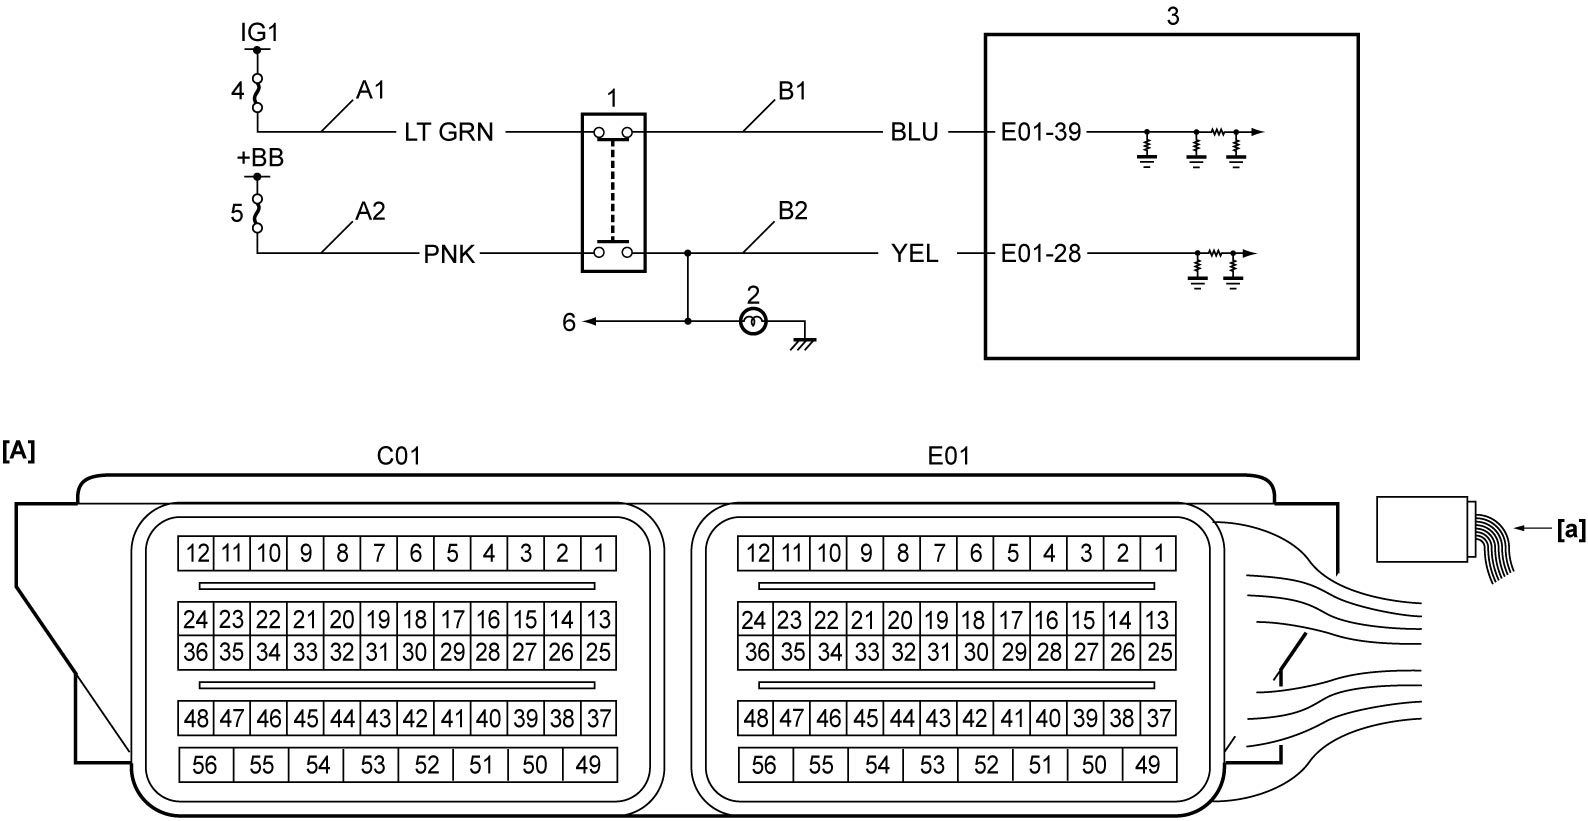 3
IG1
4
A1
1
B1
LT GRN
BLU
E01-39
+BB
5
A2
B2
PNK
YEL
E01-28
2
6
[A]
C01
E01
[a]
12 11 10 9 8 7 6 5 4 3 2 1
12 11 10 9 8 7 6 5 4 3 2 1
24 23 22 21 20 19 18 17 16 15 14 13
24 23 22 21 20 19 18 17 16 15 14 13
36 35 34 33 32 31 30 29 28 27 26 25
36 35 34 33 32 31 30 29 28 27 26 25
48 47 46 45 44 43 42 41 40 39 38 37
48 47 46 45 44 43 42 41 40 39 38 37
56 55 54 53 52 51 50 49
56 55 54 53 52 51 50 49